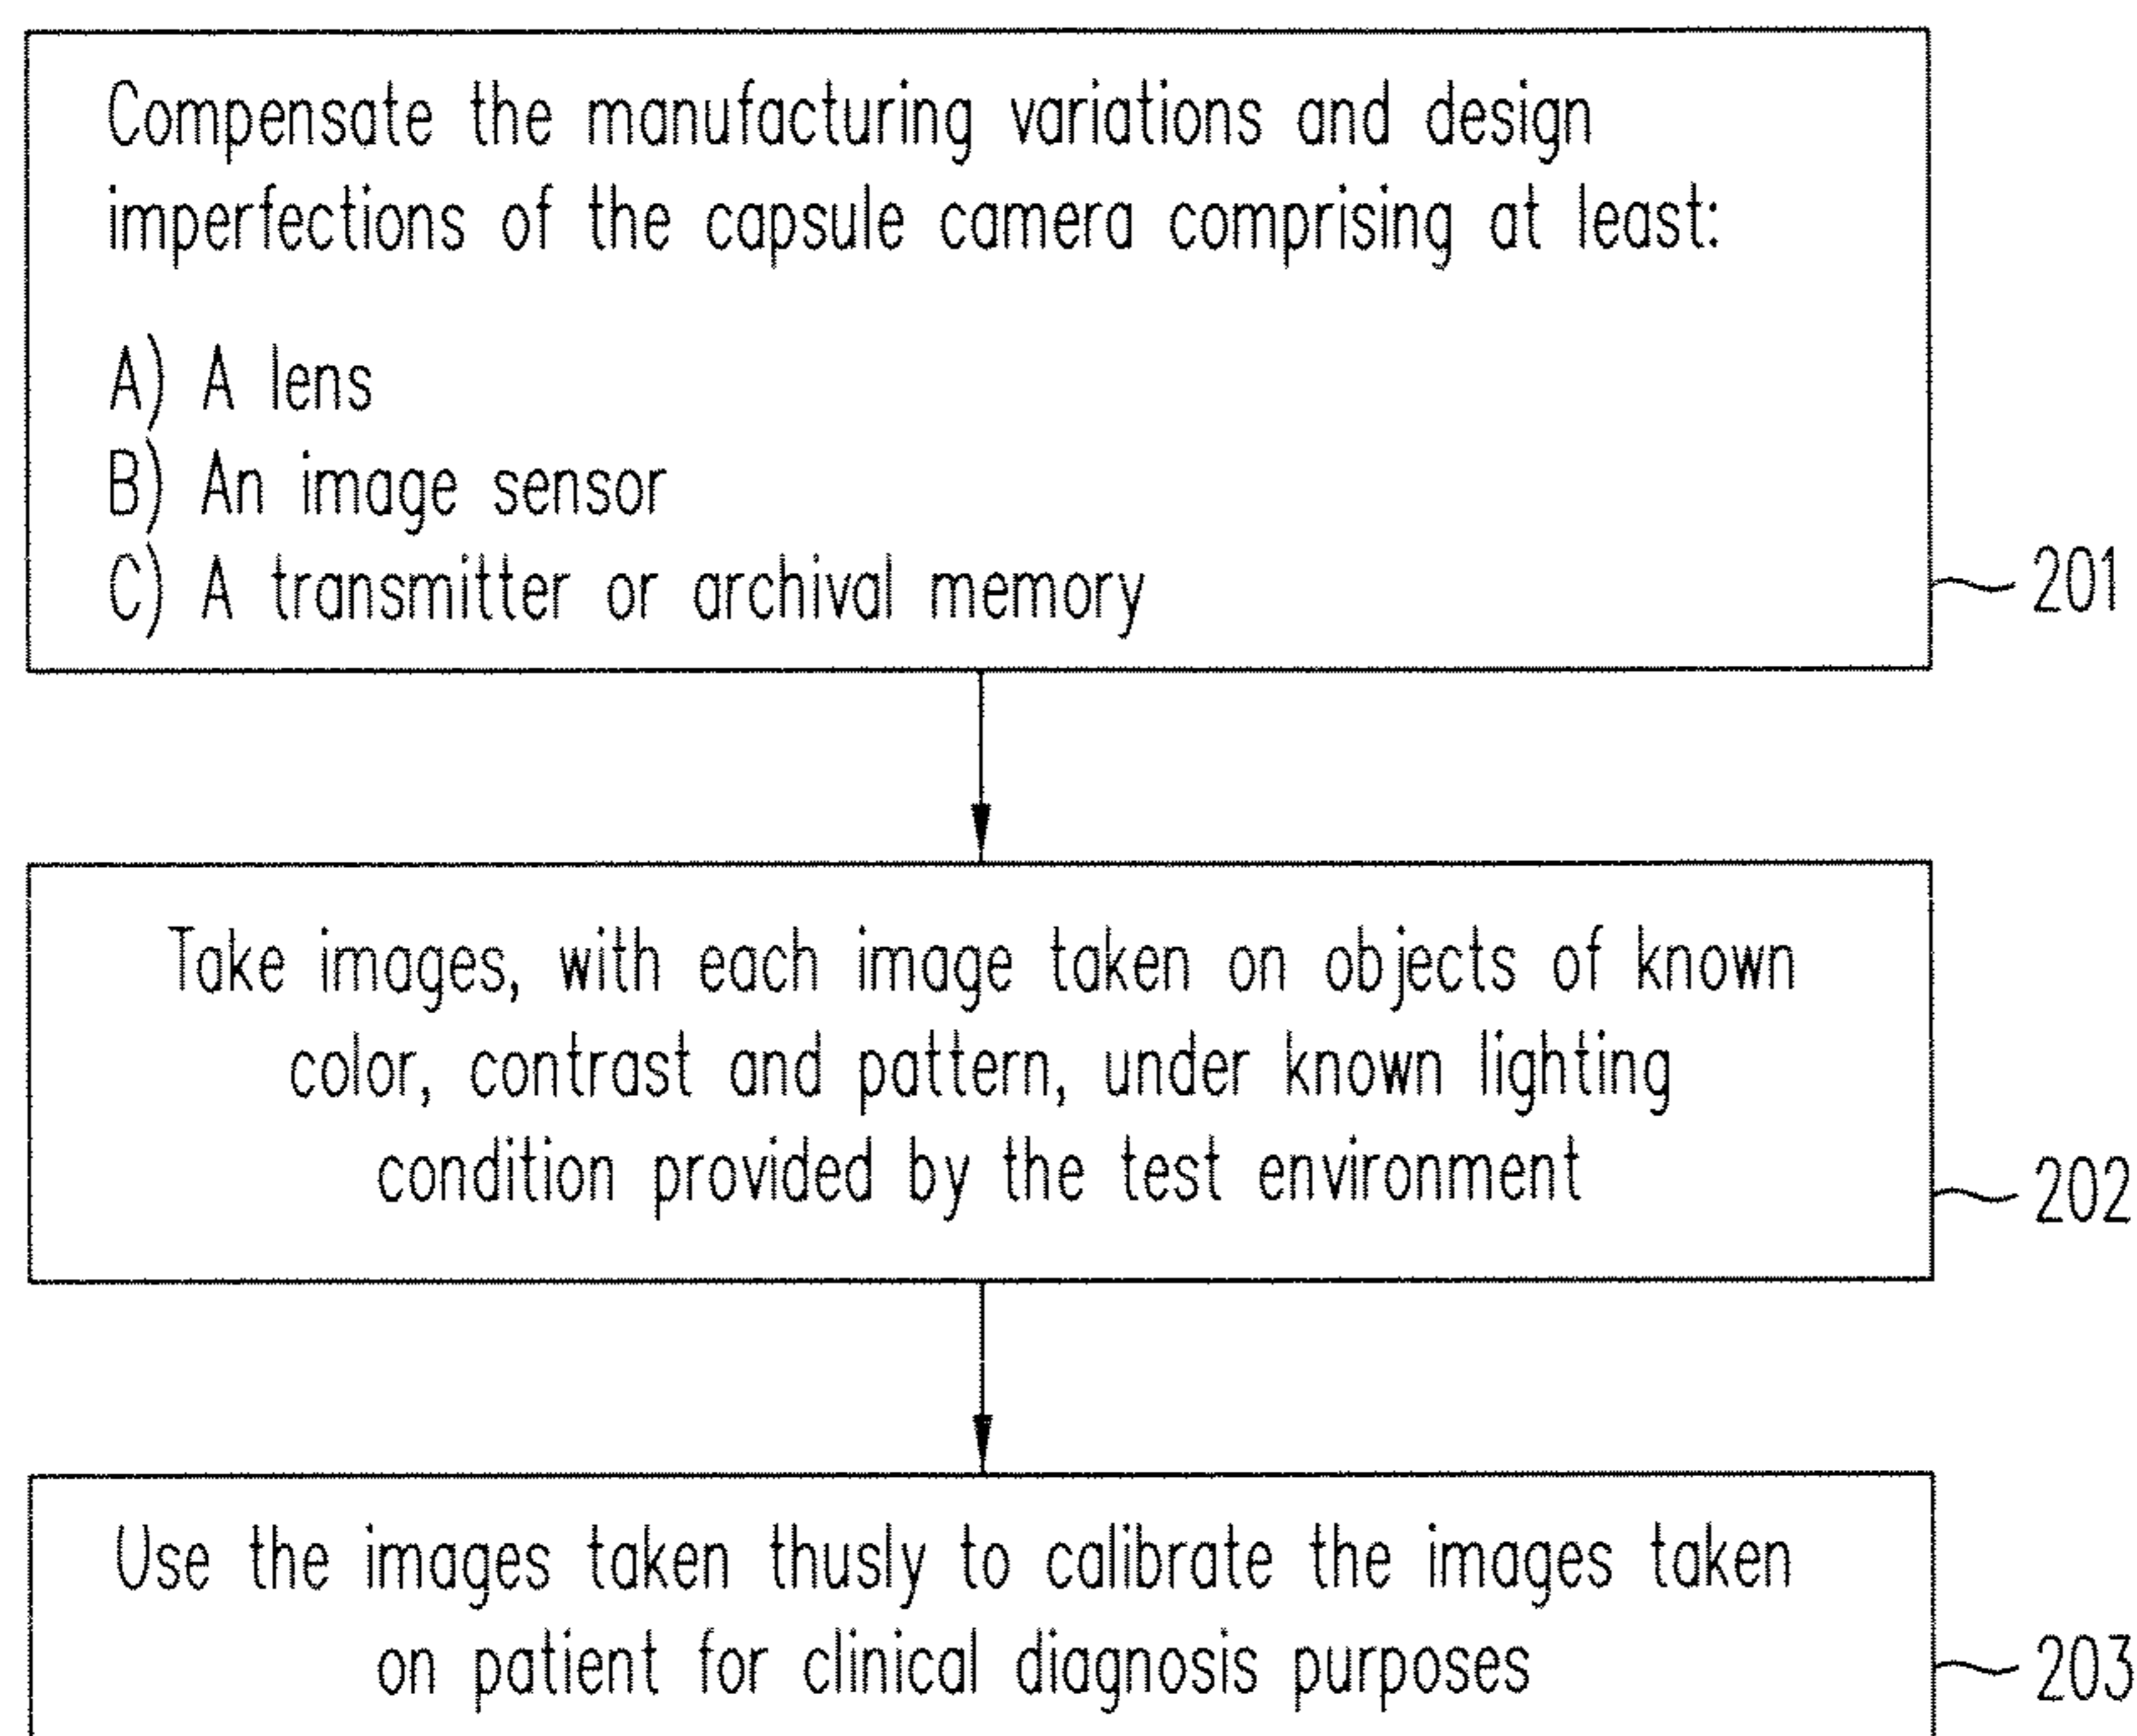 Compensate the manufacturing variations and design
imperfections of the capsule camera comprising at least:
A) A lens
B) An image sensor
C) A transmitter or archival memory
201
Take images, with each image taken on objects of known
color, contrast and pattern, under known lighting
condition provided by the test environment
202
Use the images taken thusly to calibrate the images taken
on patient for clinical diagnosis purposes
203